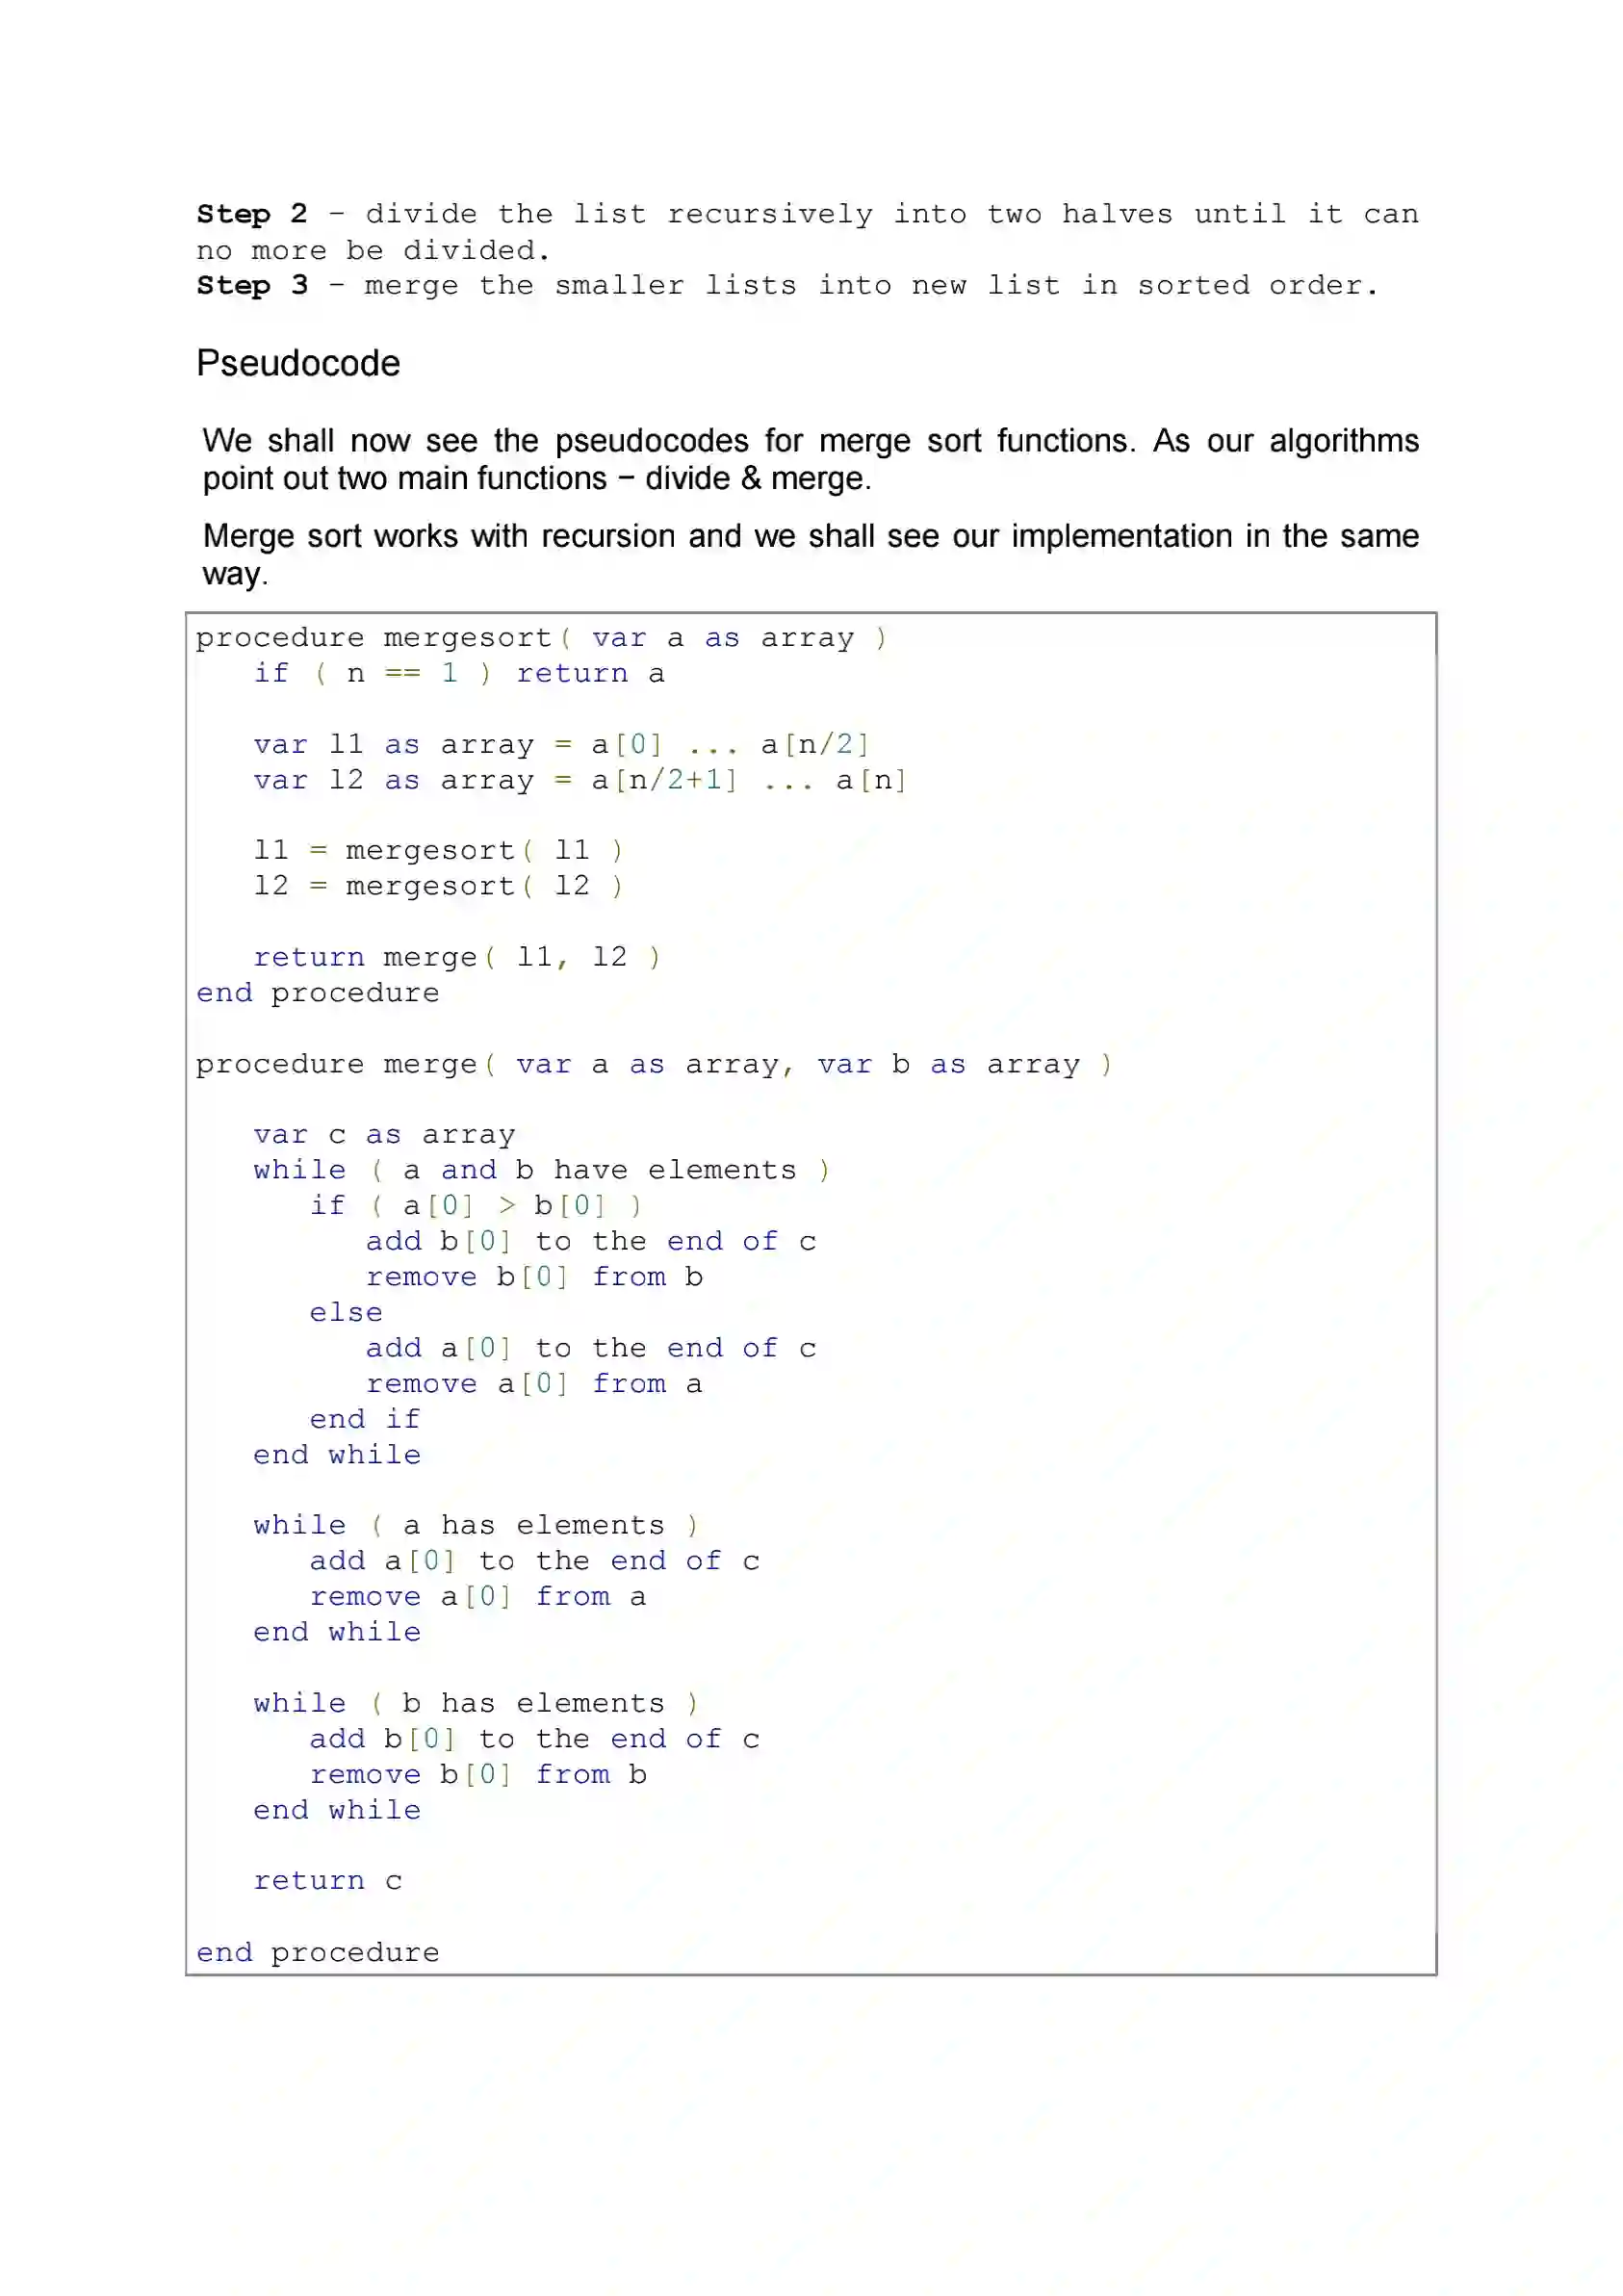 Step 2 − divide the list recursively into two halves until it can
no more be divided.
Step 3 − merge the smaller lists into new list in sorted order.
Pseudocode
We shall now see the pseudocodes for merge sort functions. As our algorithms
point out two main functions − divide & merge.
Merge sort works with recursion and we shall see our implementation in the same
way.
procedure mergesort( var a as array )
   if ( n == 1 ) return a
   var l1 as array = a[0] ... a[n/2]
   var l2 as array = a[n/2+1] ... a[n]
   l1 = mergesort( l1 )
   l2 = mergesort( l2 )
   return merge( l1, l2 )
end procedure
procedure merge( var a as array, var b as array )
   var c as array
   while ( a and b have elements )
      if ( a[0] > b[0] )
         add b[0] to the end of c
         remove b[0] from b
      else
         add a[0] to the end of c
         remove a[0] from a
      end if
   end while
   while ( a has elements )
      add a[0] to the end of c
      remove a[0] from a
   end while
   while ( b has elements )
      add b[0] to the end of c
      remove b[0] from b
   end while
   return c
end procedure